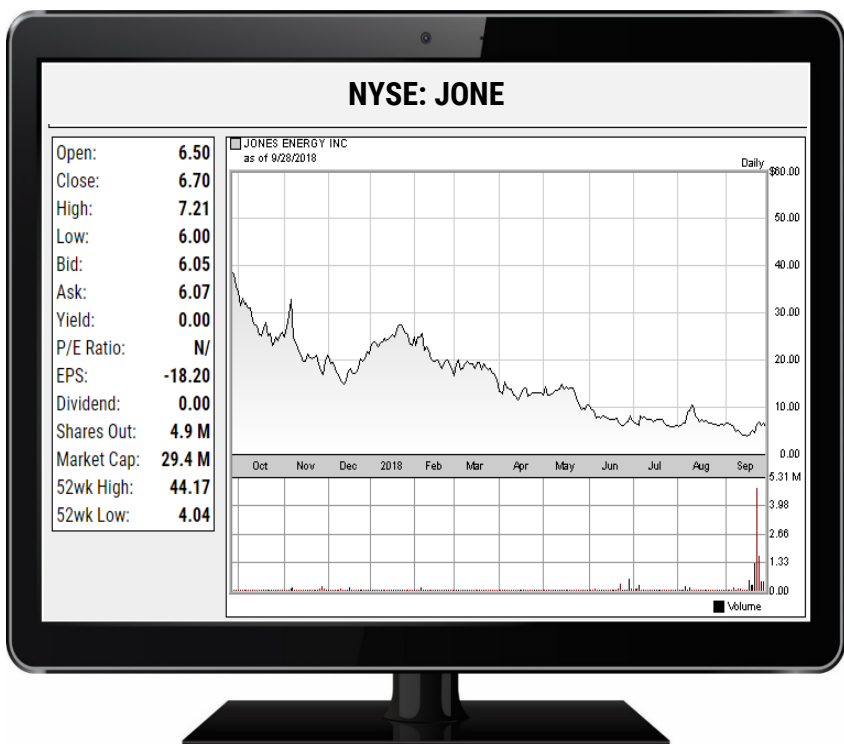 NYSE: JONE
Open: 6.50
Close: 6.70
High: 7.21
Low: 6.00
Bid: 6.05
Ask: 6.07
Yield: 0.00
P/E Ratio: N/
EPS: -18.20
Dividend: 0.00
Shares Out: 4.9 M
Market Cap: 29.4 M
52wk High: 44.17
52wk Low: 4.04
JONES ENERGY INC
as of 9/28/2018
Daily
$60.00
50.00
40.00
30.00
20.00
10.00
0.00
Oct Nov Dec 2018 Feb Mar Apr May Jun Jul Aug Sep
5.31 M
3.98
2.66
1.33
0.00
Volume